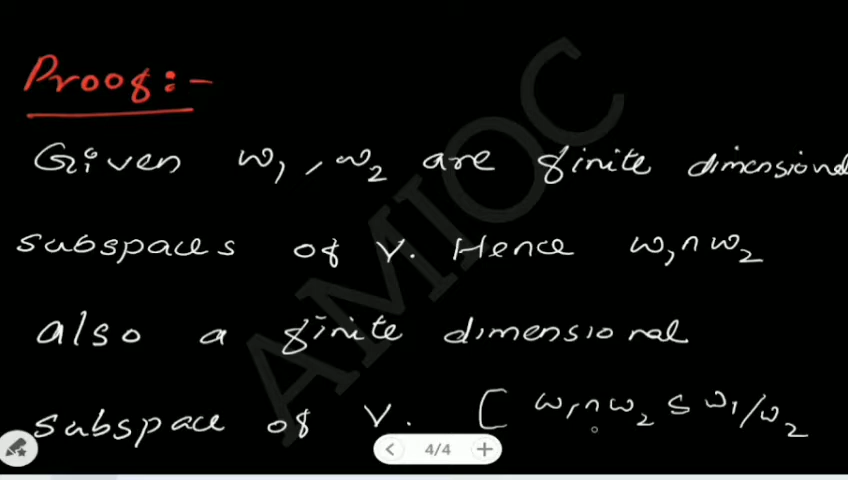 Proof:-
Given W1, W2 are finite dimensional
subspaces of V. Hence W1∩W2
also a finite dimensional
subspace of V. [ W1∩W2 ⊆ W1/W2
4/4
AMIOC